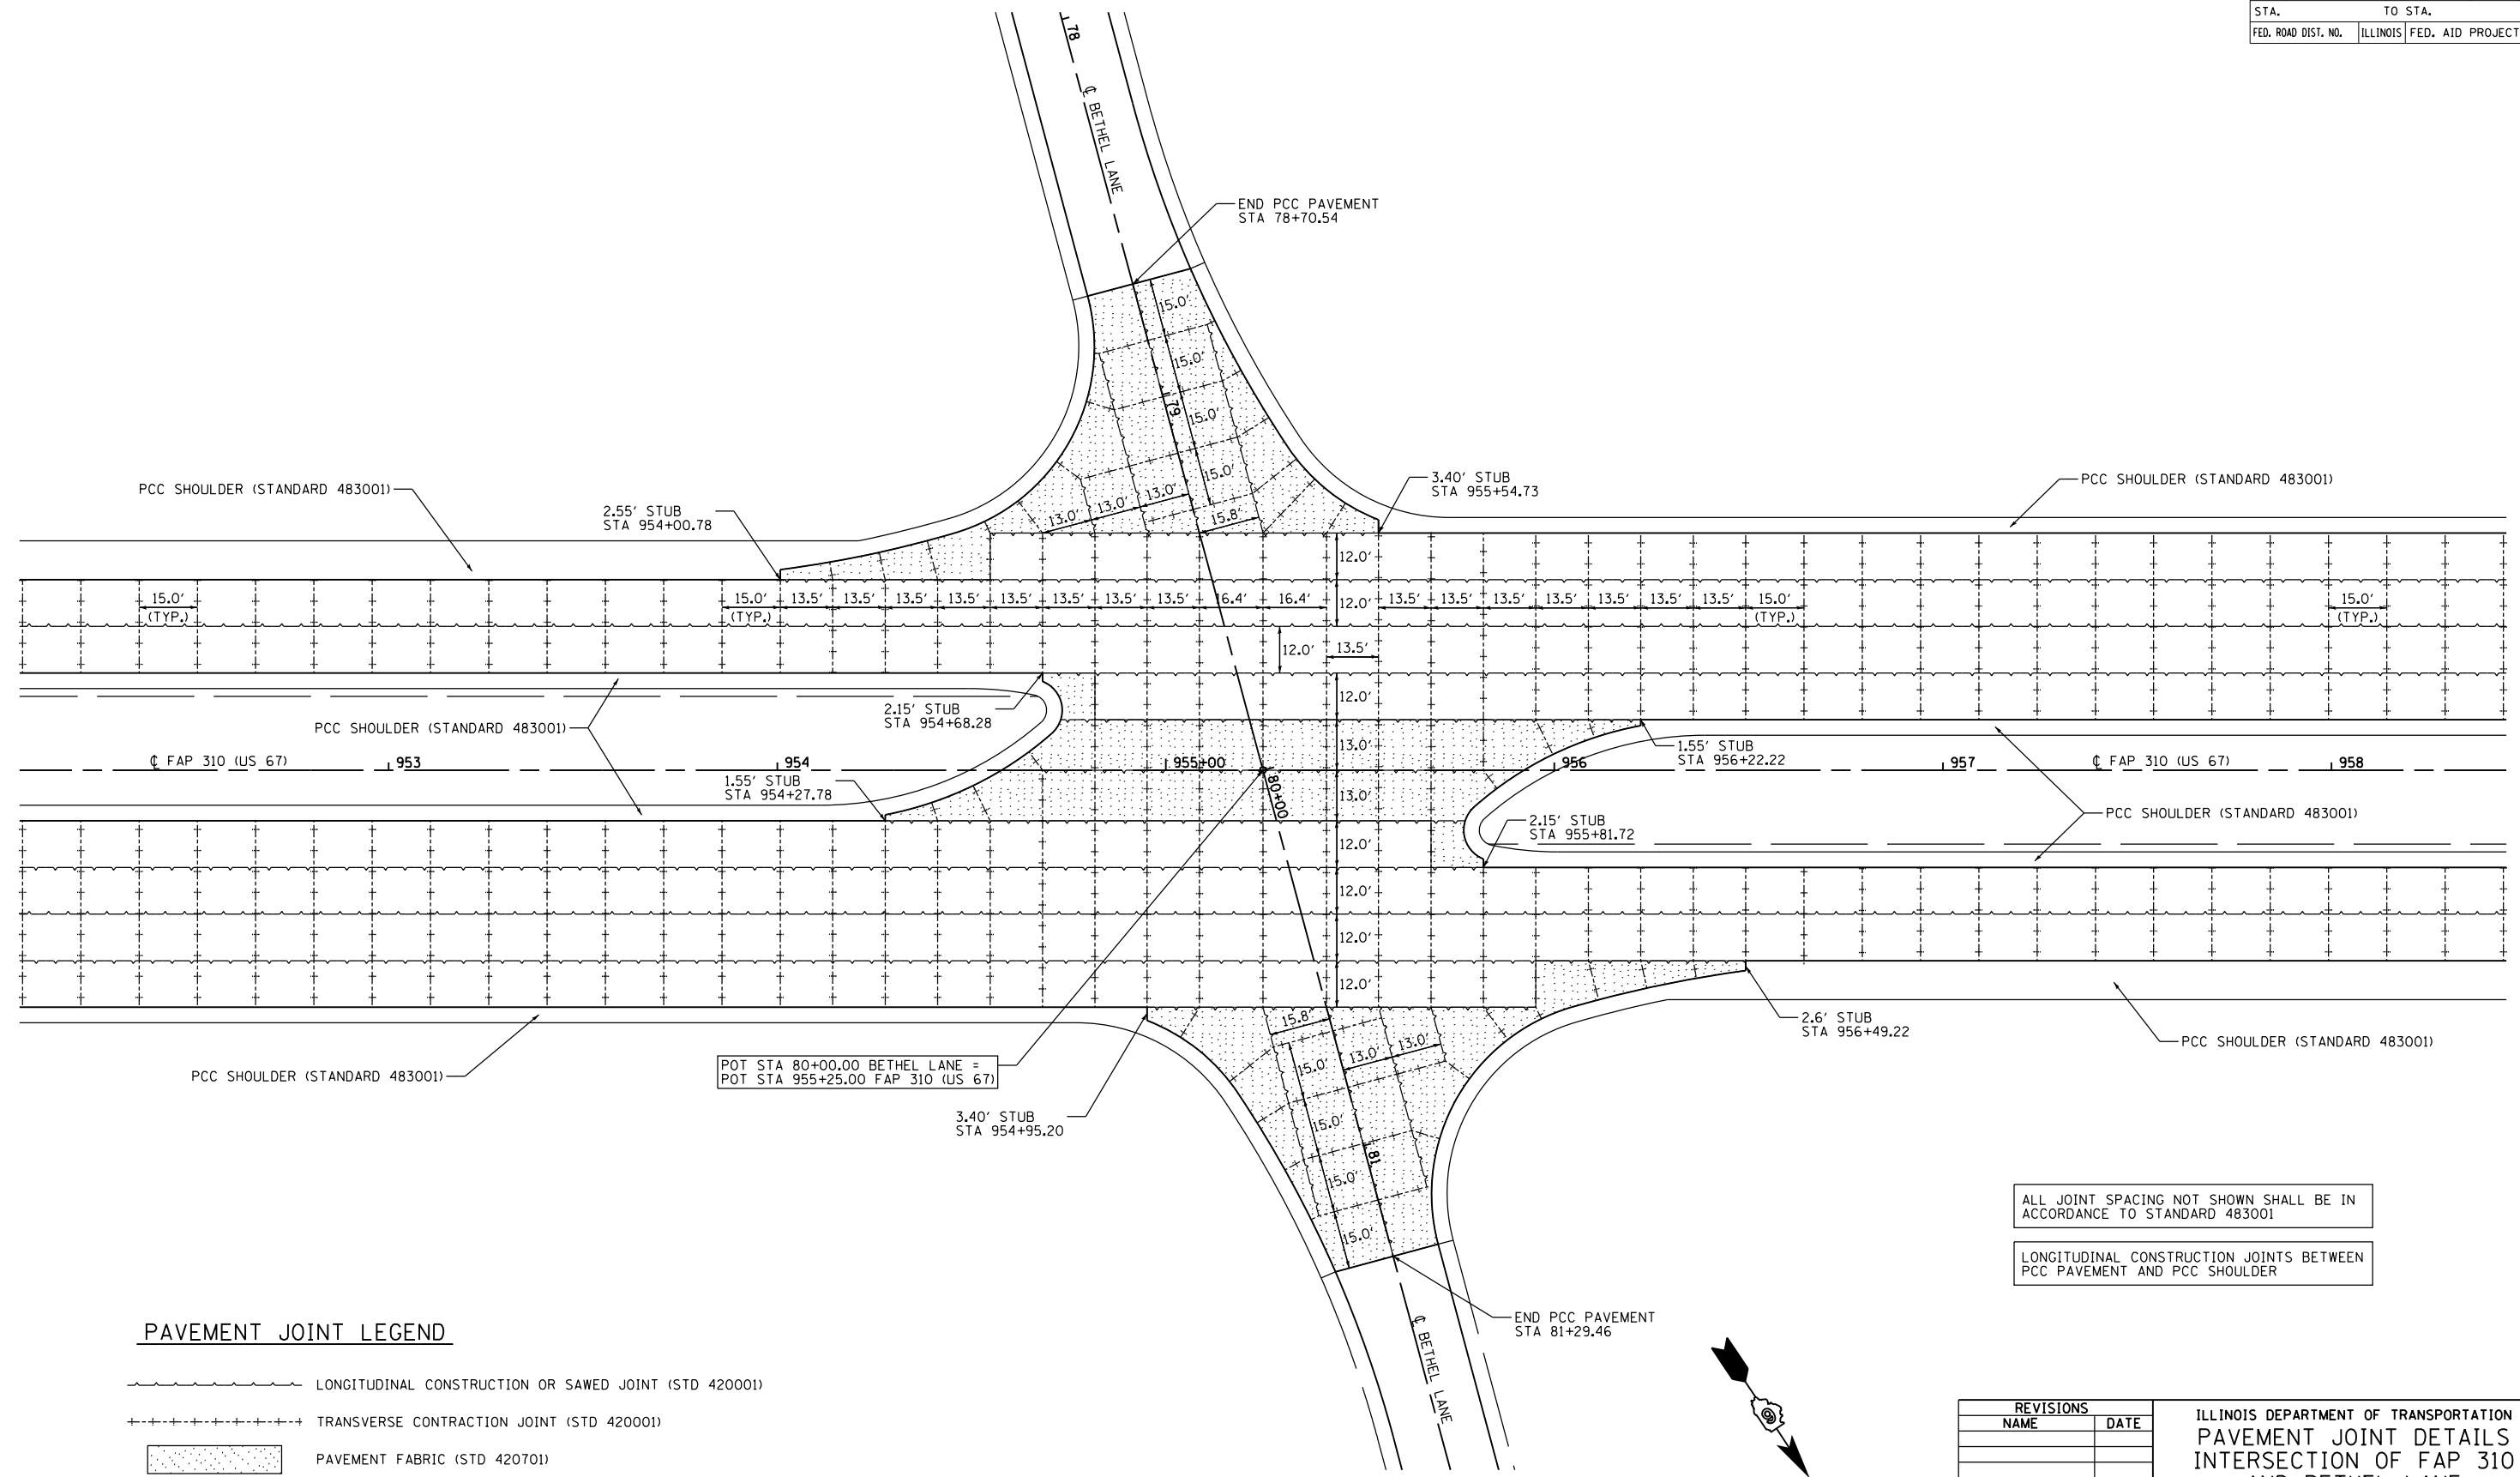 STA. TO STA.
FED. ROAD DIST. NO. ILLINOIS FED. AID PROJECT
78
℄ BETHEL LANE
END PCC PAVEMENT
STA 78+70.54
15.0'
15.0'
79
15.0'
15.0'
13.0' 13.0' 13.0'
15.8'
PCC SHOULDER (STANDARD 483001)
2.55' STUB
STA 954+00.78
3.40' STUB
STA 955+54.73
PCC SHOULDER (STANDARD 483001)
12.0'
15.0' 15.0' 13.5' 13.5' 13.5' 13.5' 13.5' 13.5' 13.5' 13.5' 16.4' 16.4' 12.0' 13.5' 13.5' 13.5' 13.5' 13.5' 13.5' 13.5' 15.0' 15.0'
(TYP.) (TYP.) (TYP.) (TYP.)
12.0' 13.5'
12.0'
2.15' STUB
STA 954+68.28
PCC SHOULDER (STANDARD 483001)
13.0'
1.55' STUB
STA 956+22.22
℄ FAP 310 (US 67) 953 954 955+00 956 957 ℄ FAP 310 (US 67) 958
1.55' STUB
STA 954+27.78
80+00
13.0'
PCC SHOULDER (STANDARD 483001)
2.15' STUB
STA 955+81.72
12.0'
12.0'
12.0'
12.0'
2.6' STUB
STA 956+49.22
PCC SHOULDER (STANDARD 483001)
15.8'
13.0' 13.0'
15.0'
POT STA 80+00.00 BETHEL LANE =
POT STA 955+25.00 FAP 310 (US 67)
PCC SHOULDER (STANDARD 483001)
3.40' STUB
STA 954+95.20
15.0'
81
15.0'
15.0'
ALL JOINT SPACING NOT SHOWN SHALL BE IN
ACCORDANCE TO STANDARD 483001
LONGITUDINAL CONSTRUCTION JOINTS BETWEEN
PCC PAVEMENT AND PCC SHOULDER
END PCC PAVEMENT
STA 81+29.46
℄ BETHEL LANE
PAVEMENT JOINT LEGEND
LONGITUDINAL CONSTRUCTION OR SAWED JOINT (STD 420001)
TRANSVERSE CONTRACTION JOINT (STD 420001)
PAVEMENT FABRIC (STD 420701)
REVISIONS
NAME DATE
ILLINOIS DEPARTMENT OF TRANSPORTATION
PAVEMENT JOINT DETAILS
INTERSECTION OF FAP 310
AND BETHEL LANE